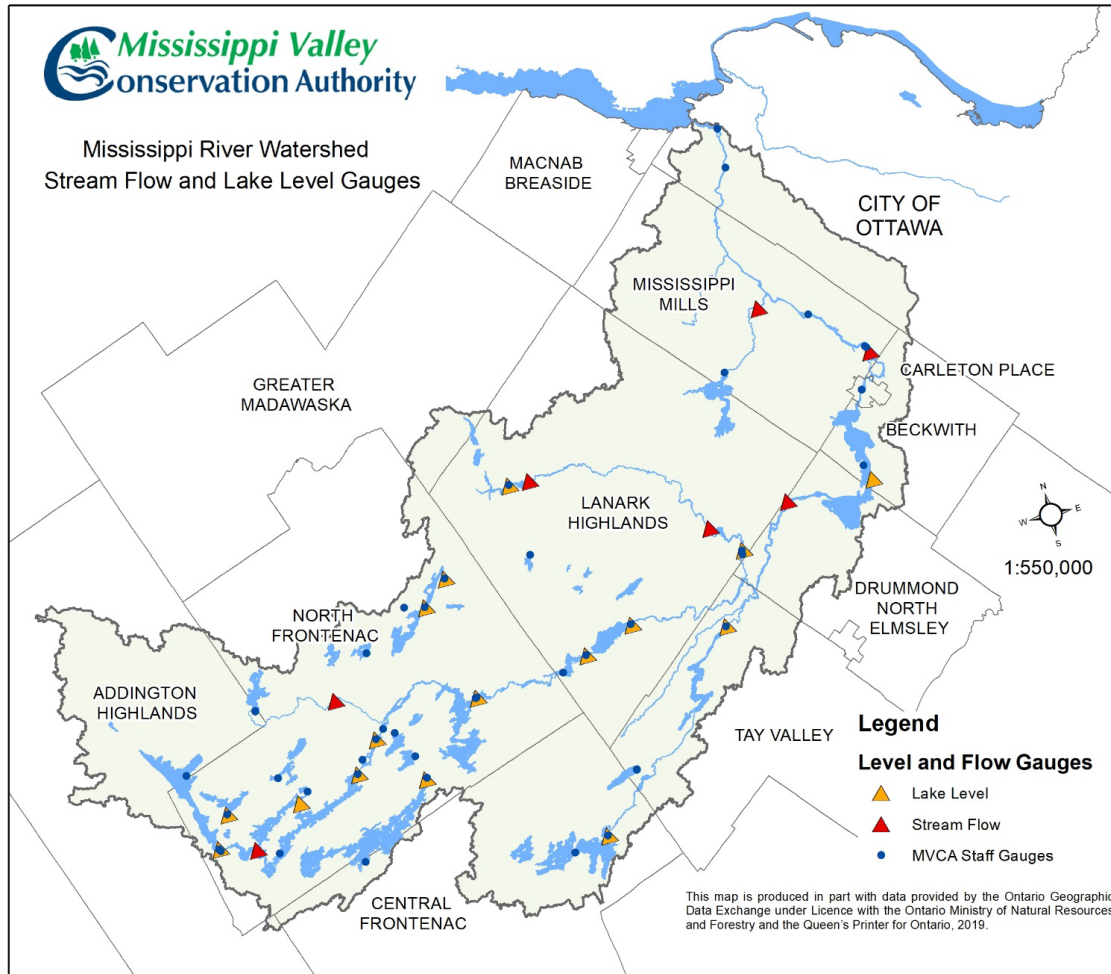 Mississippi Valley
Conservation Authority
Mississippi River Watershed
Stream Flow and Lake Level Gauges
MACNAB
BREASIDE
CITY OF
OTTAWA
MISSISSIPPI
MILLS
CARLETON PLACE
GREATER
MADAWASKA
BECKWITH
LANARK
HIGHLANDS
N
W
E
S
1:550,000
DRUMMOND
NORTH
ELMSLEY
NORTH
FRONTENAC
ADDINGTON
HIGHLANDS
TAY VALLEY
CENTRAL
FRONTENAC
Legend
Level and Flow Gauges
Lake Level
Stream Flow
MVCA Staff Gauges
This map is produced in part with data provided by the Ontario Geographic
Data Exchange under Licence with the Ontario Ministry of Natural Resources
and Forestry and the Queen's Printer for Ontario, 2019.